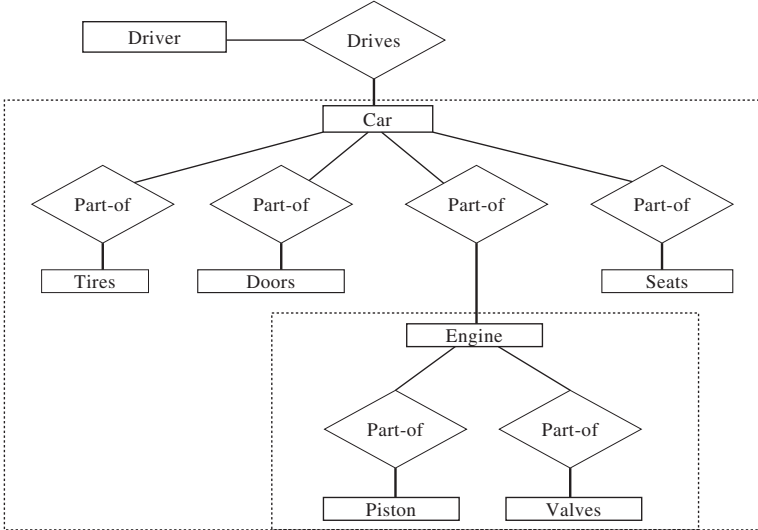 Driver
Drives
Car
Part-of
Part-of
Part-of
Part-of
Tires
Doors
Seats
Engine
Part-of
Part-of
Piston
Valves